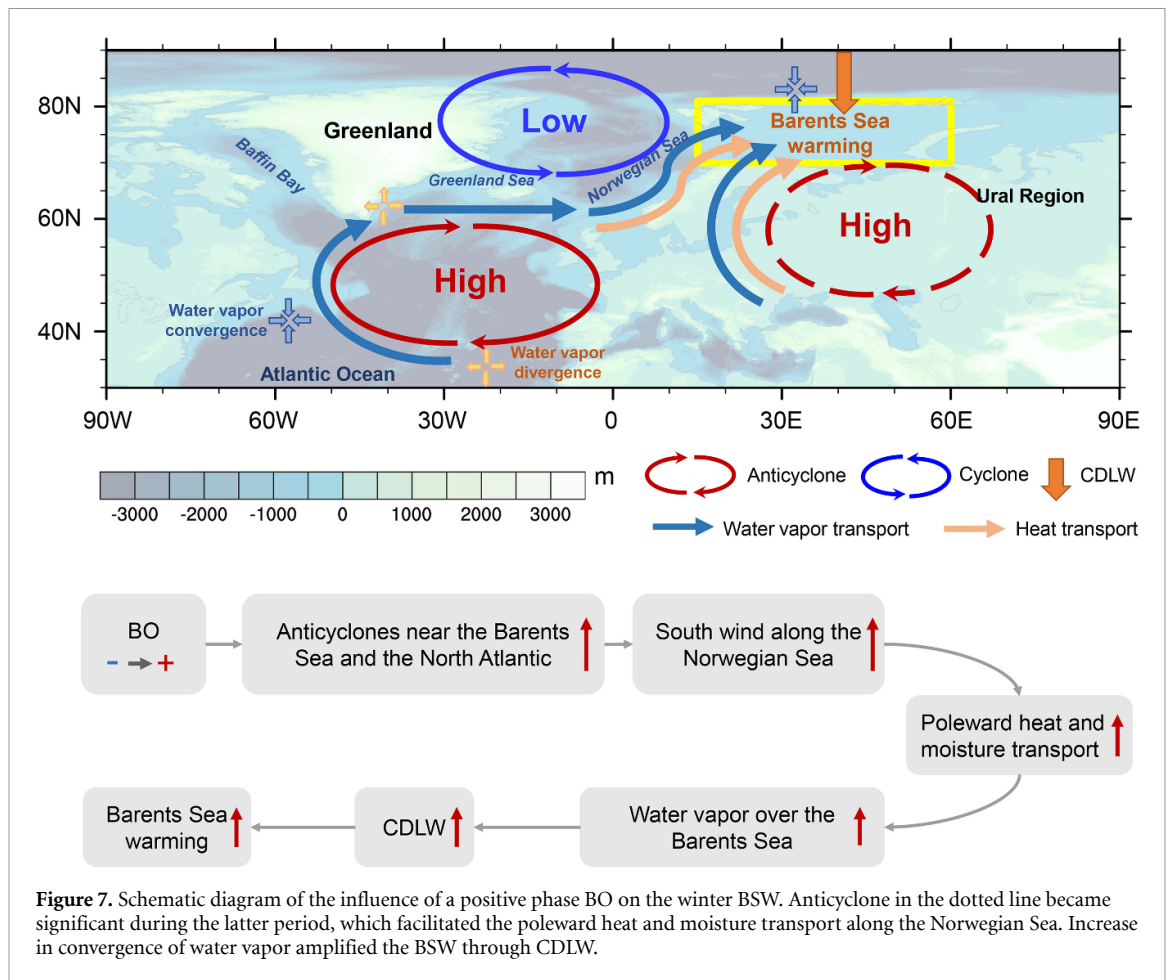 80N
60N
40N
90W
60W
30W
0
30E
60E
90E
Greenland
Low
Baffin Bay
Greenland Sea
Norwegian Sea
Barents Sea
warming
Ural Region
High
High
Water vapor
convergence
Water vapor
divergence
Atlantic Ocean
m
-3000 -2000 -1000 0 1000 2000 3000
Anticyclone
Cyclone
CDLW
Water vapor transport
Heat transport
BO
- +
Anticyclones near the Barents
Sea and the North Atlantic
South wind along the
Norwegian Sea
Poleward heat and
moisture transport
Water vapor over the
Barents Sea
CDLW
Barents Sea
warming
Figure 7. Schematic diagram of the influence of a positive phase BO on the winter BSW. Anticyclone in the dotted line became
significant during the latter period, which facilitated the poleward heat and moisture transport along the Norwegian Sea. Increase
in convergence of water vapor amplified the BSW through CDLW.